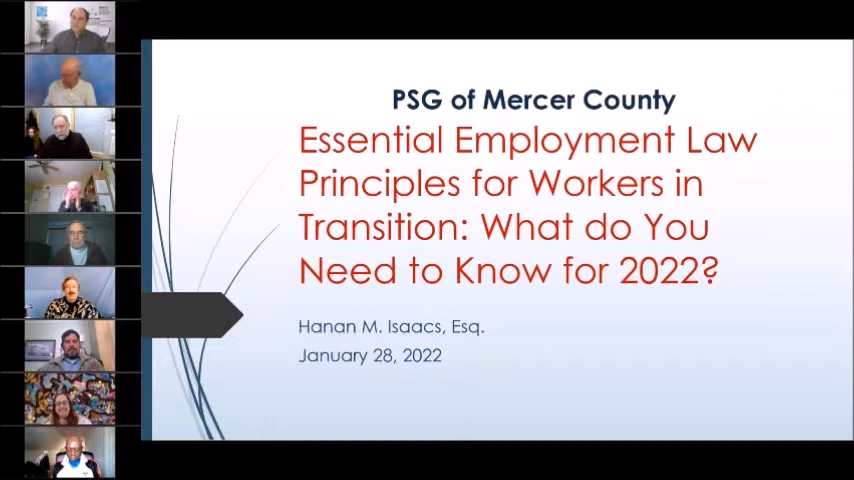 PSG of Mercer County
Essential Employment Law
Principles for Workers in
Transition: What do You
Need to Know for 2022?
Hanan M. Isaacs, Esq.
January 28, 2022